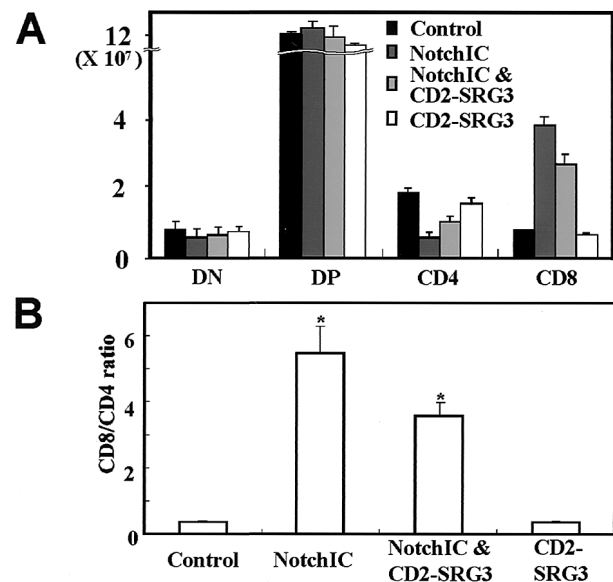 A
12
(X 10⁷)
4
2
0
Control
NotchIC
NotchIC &
CD2-SRG3
CD2-SRG3
DN
DP
CD4
CD8
B
CD8/CD4 ratio
6
4
2
0
*
*
Control
NotchIC
NotchIC &
CD2-SRG3
CD2-
SRG3